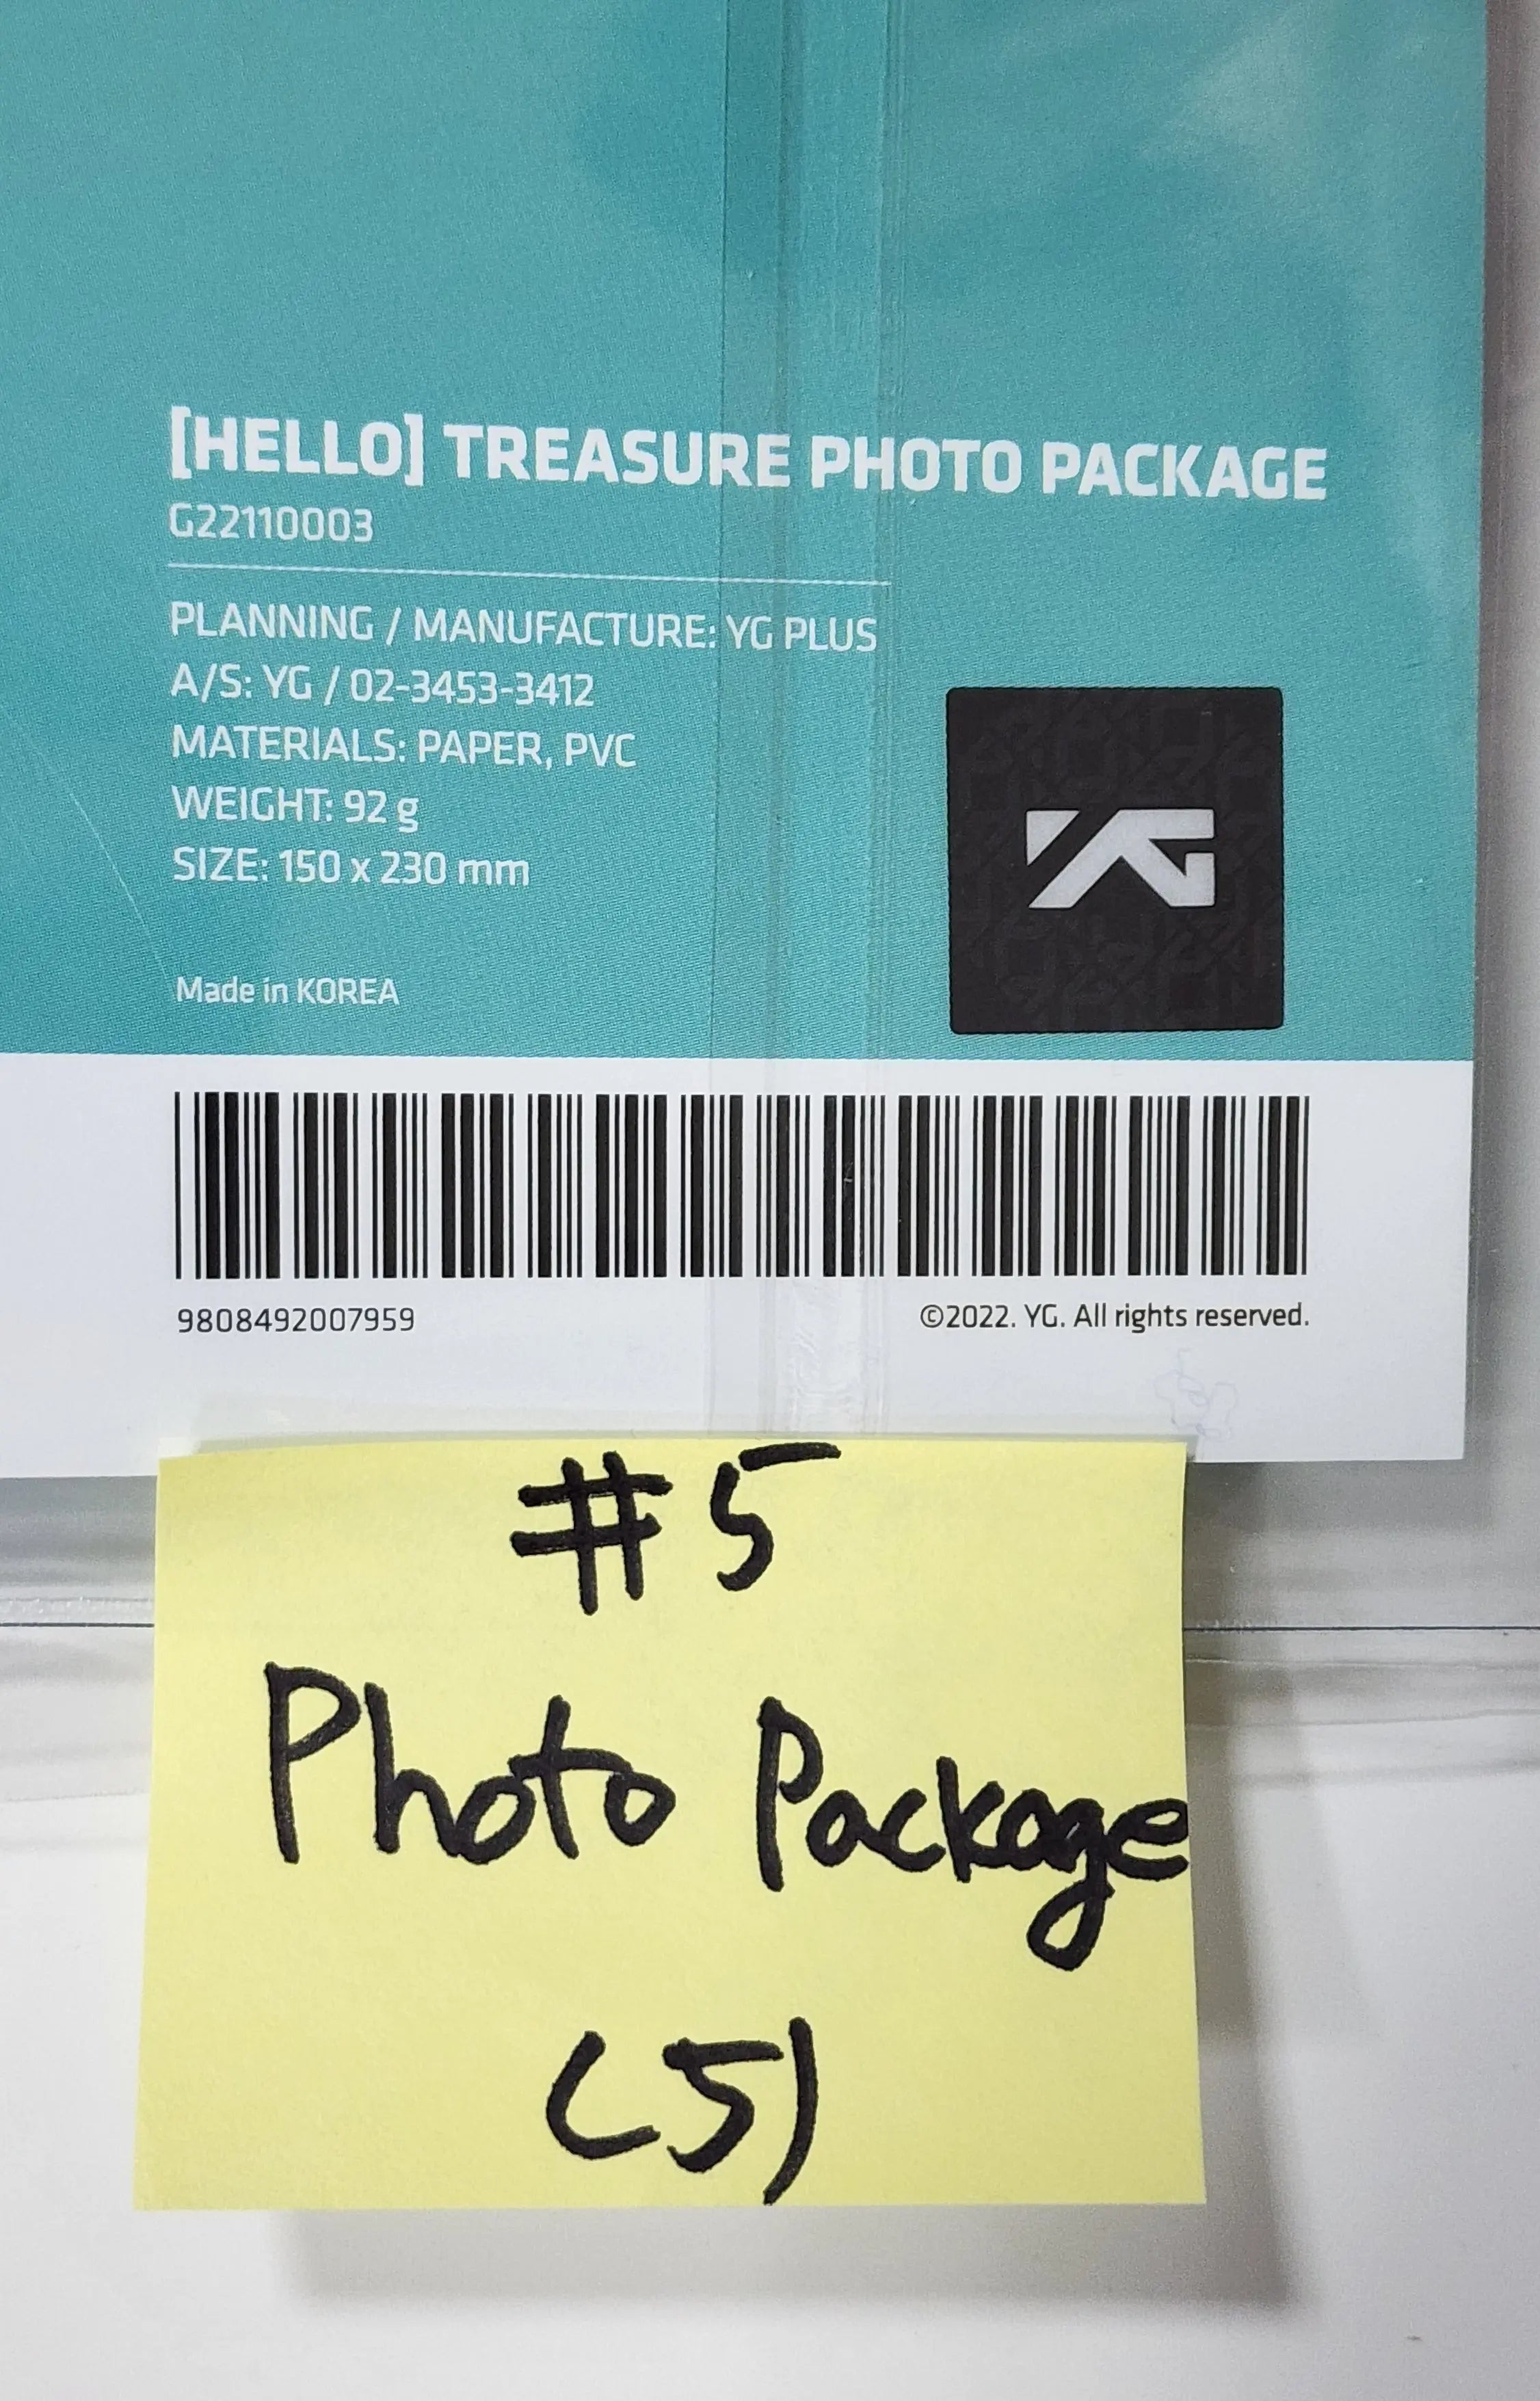 [HELLO] TREASURE PHOTO PACKAGE
G22110003
PLANNING / MANUFACTURE: YG PLUS
A/S: YG / 02-3453-3412
MATERIALS: PAPER, PVC
WEIGHT: 92 g
SIZE: 150 x 230 mm
YG
Made in KOREA
9808492007959
©2022. YG. All rights reserved.
#5
Photo Package
(5)